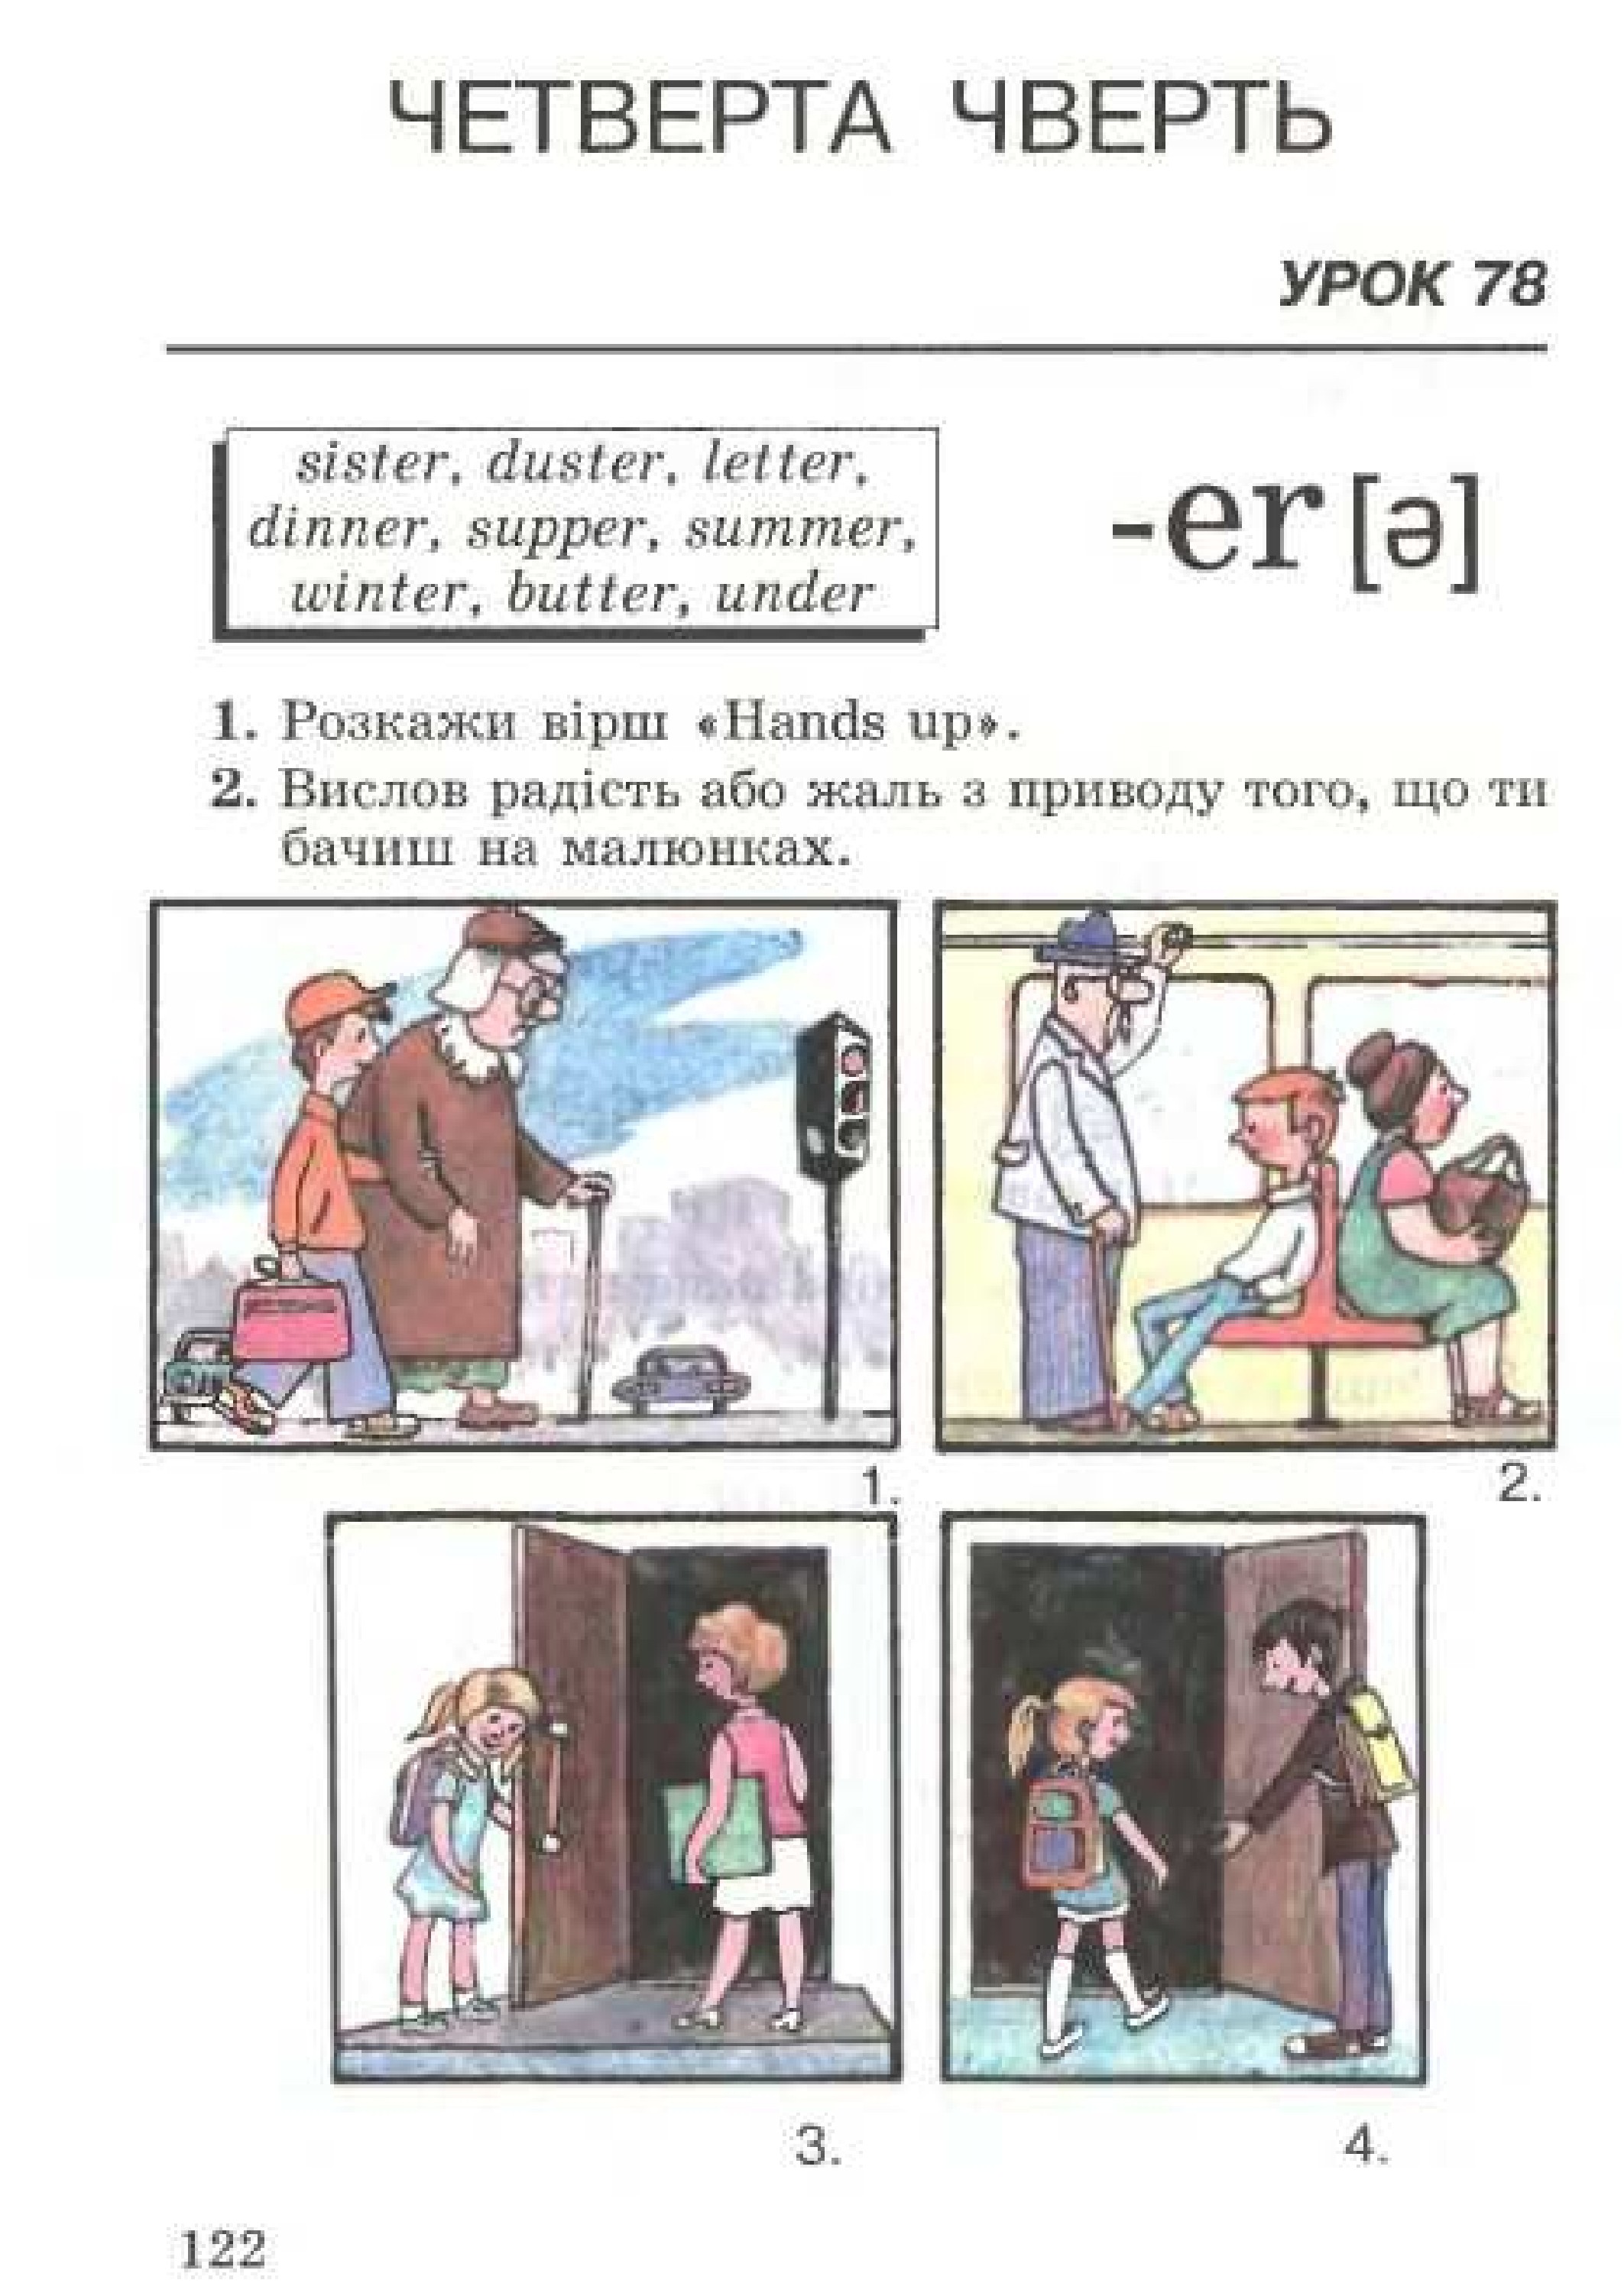 ЧЕТВЕРТА ЧВЕРТЬ
УРОК 78
sister, duster, letter,
dinner, supper, summer,
winter, butter, under
-er [ə]
1. Розкажи вірш «Hands up».
2. Вислов радість або жаль з приводу того, що ти
бачиш на малюнках.
1.
2.
3.
4.
122